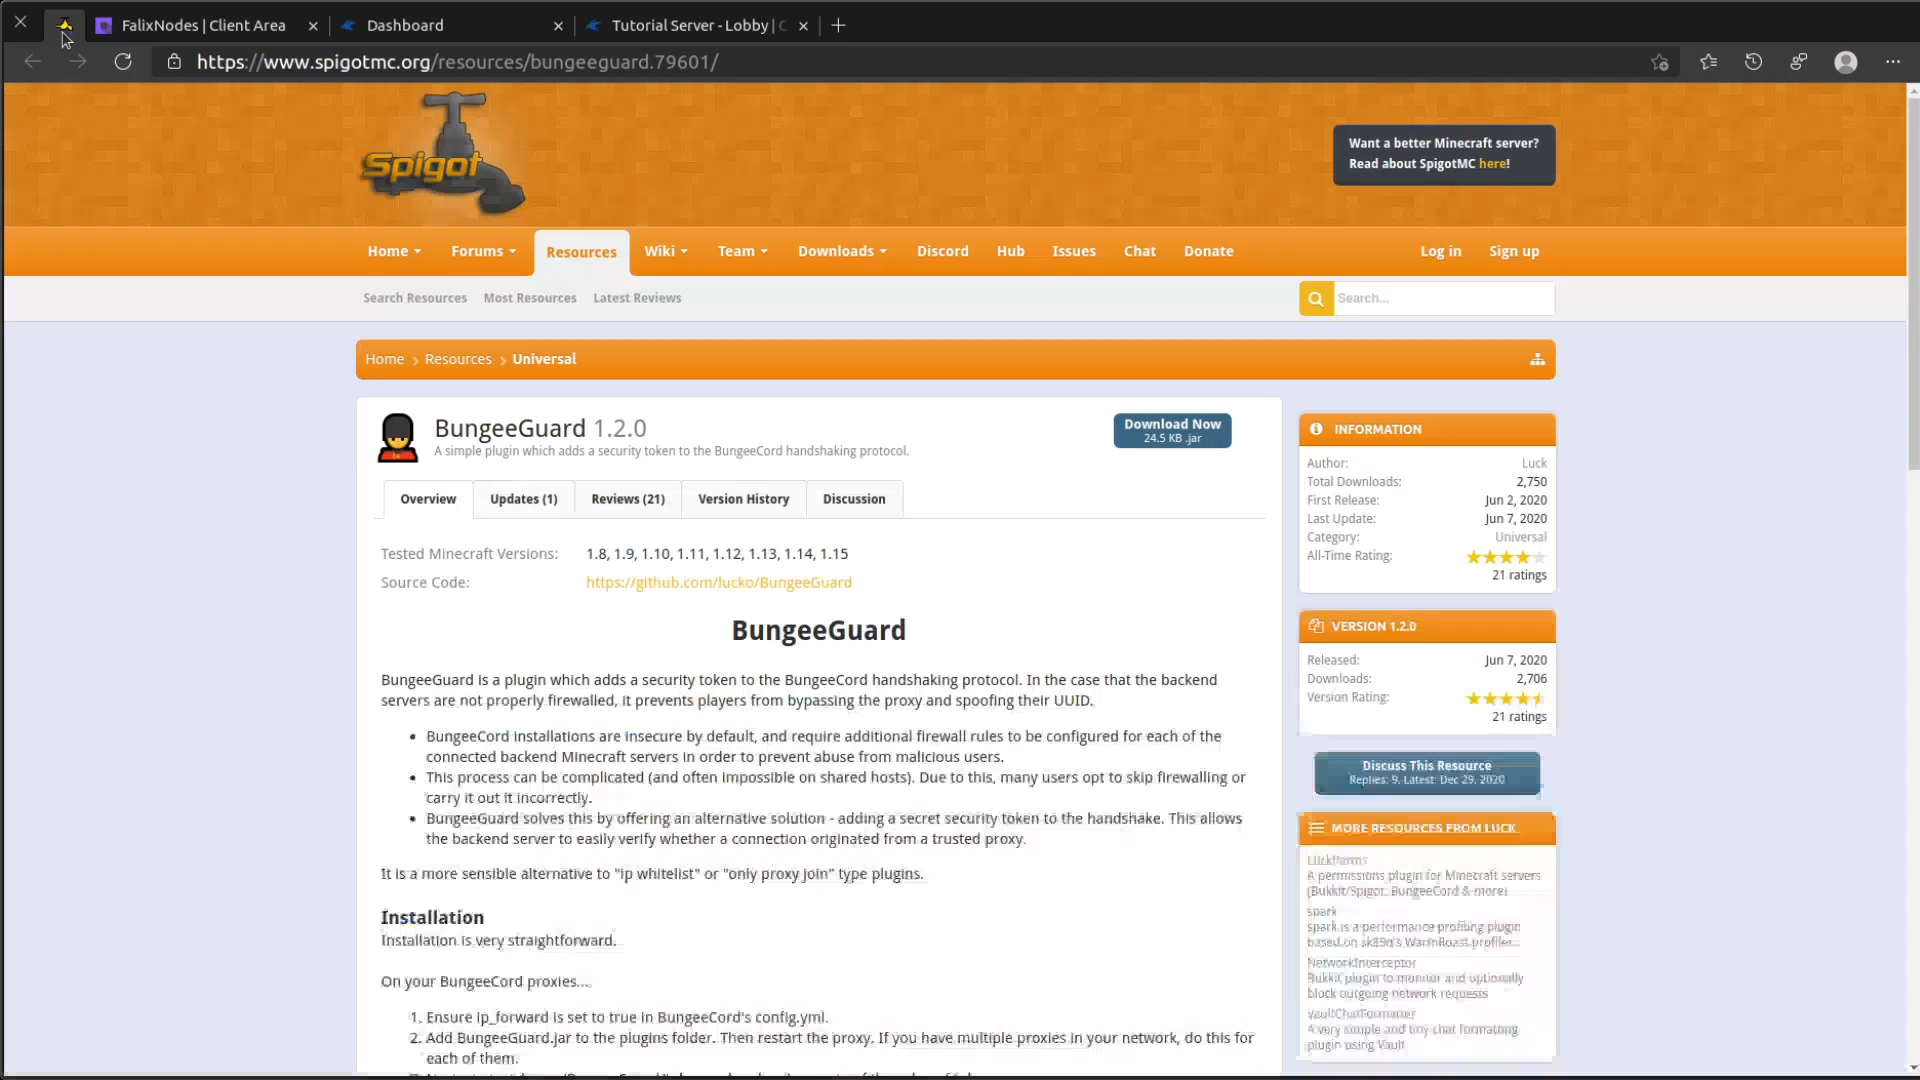 FalixNodes | Client Area
Dashboard
Tutorial Server - Lobby |
https://www.spigotmc.org/resources/bungeeguard.79601/
Spigot
Want a better Minecraft server?
Read about SpigotMC here!
Home Forums Resources Wiki Team Downloads Discord Hub Issues Chat Donate Log in Sign up
Search Resources Most Resources Latest Reviews
Search...
Home Resources Universal
BungeeGuard 1.2.0
A simple plugin which adds a security token to the BungeeCord handshaking protocol.
Download Now
24.5 KB .jar
Overview Updates (1) Reviews (21) Version History Discussion
Tested Minecraft Versions: 1.8, 1.9, 1.10, 1.11, 1.12, 1.13, 1.14, 1.15
Source Code: https://github.com/lucko/BungeeGuard
BungeeGuard
BungeeGuard is a plugin which adds a security token to the BungeeCord handshaking protocol. In the case that the backend
servers are not properly firewalled, it prevents players from bypassing the proxy and spoofing their UUID.
• BungeeCord installations are insecure by default, and require additional firewall rules to be configured for each of the
connected backend Minecraft servers in order to prevent abuse from malicious users.
• This process can be complicated (and often impossible on shared hosts). Due to this, many users opt to skip firewalling or
carry it out it incorrectly.
• BungeeGuard solves this by offering an alternative solution - adding a secret security token to the handshake. This allows
the backend server to easily verify whether a connection originated from a trusted proxy.
It is a more sensible alternative to "ip whitelist" or "only proxy join" type plugins.
Installation
Installation is very straightforward.
On your BungeeCord proxies...
1. Ensure ip_forward is set to true in BungeeCord's config.yml.
2. Add BungeeGuard.jar to the plugins folder. Then restart the proxy. If you have multiple proxies in your network, do this for
each of them.
INFORMATION
Author: Luck
Total Downloads: 2,750
First Release: Jun 2, 2020
Last Update: Jun 7, 2020
Category: Universal
All-Time Rating:
21 ratings
VERSION 1.2.0
Released: Jun 7, 2020
Downloads: 2,706
Version Rating:
21 ratings
Discuss This Resource
Replies: 9, Latest: Dec 29, 2020
MORE RESOURCES FROM LUCK
LuckPerms
A permissions plugin for Minecraft servers
(Bukkit/Spigot, BungeeCord & more)
spark
spark is a performance profiling plugin
based on sk89q's WarmRoast profiler...
NetworkInterceptor
Bukkit plugin to monitor and optionally
block outgoing network requests
VaultChatFormatter
A very simple and tiny chat formatting
plugin using Vault